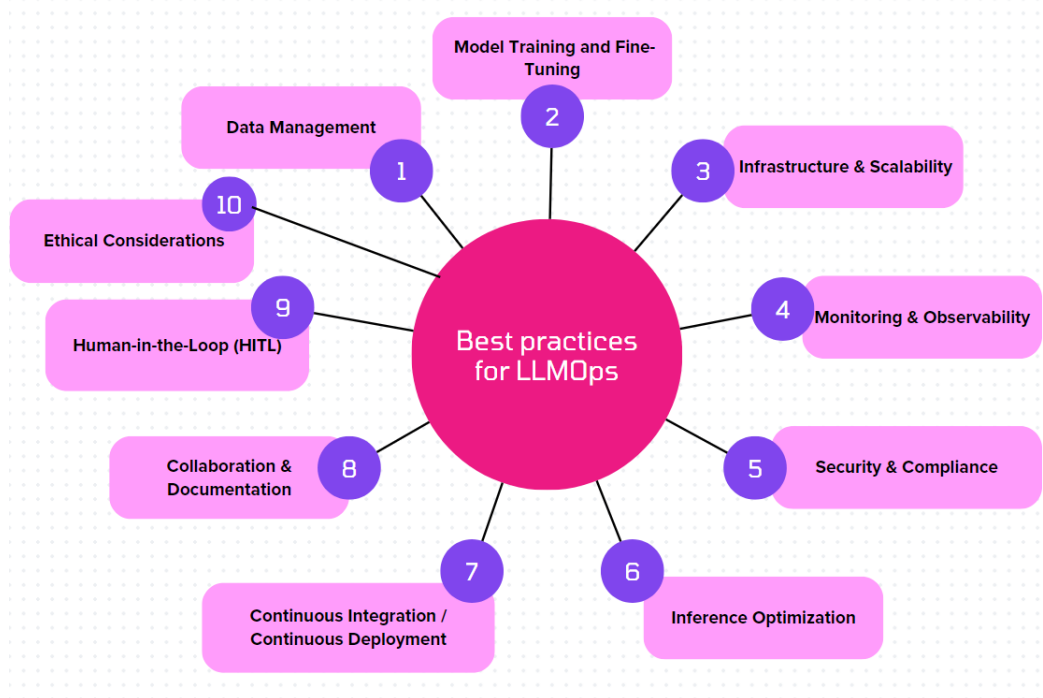 Best practices
for LLMOps
1
Data Management
2
Model Training and Fine-
Tuning
3
Infrastructure & Scalability
4
Monitoring & Observability
5
Security & Compliance
6
Inference Optimization
7
Continuous Integration /
Continuous Deployment
8
Collaboration &
Documentation
9
Human-in-the-Loop (HITL)
10
Ethical Considerations